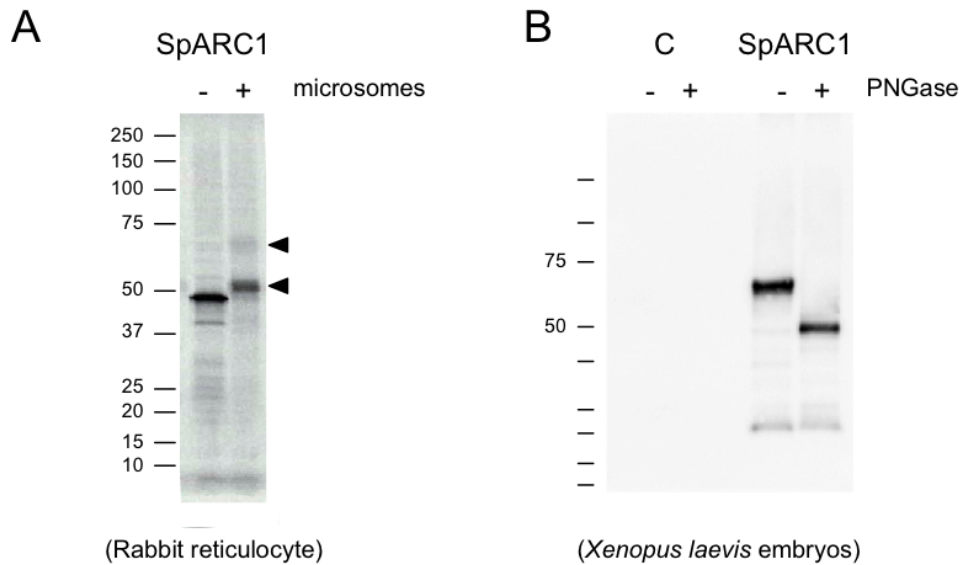 A
SpARC1
- + microsomes
250
150
100
75
50
37
25
20
15
10
(Rabbit reticulocyte)
B
C SpARC1
- + - + PNGase
75
50
(Xenopus laevis embryos)